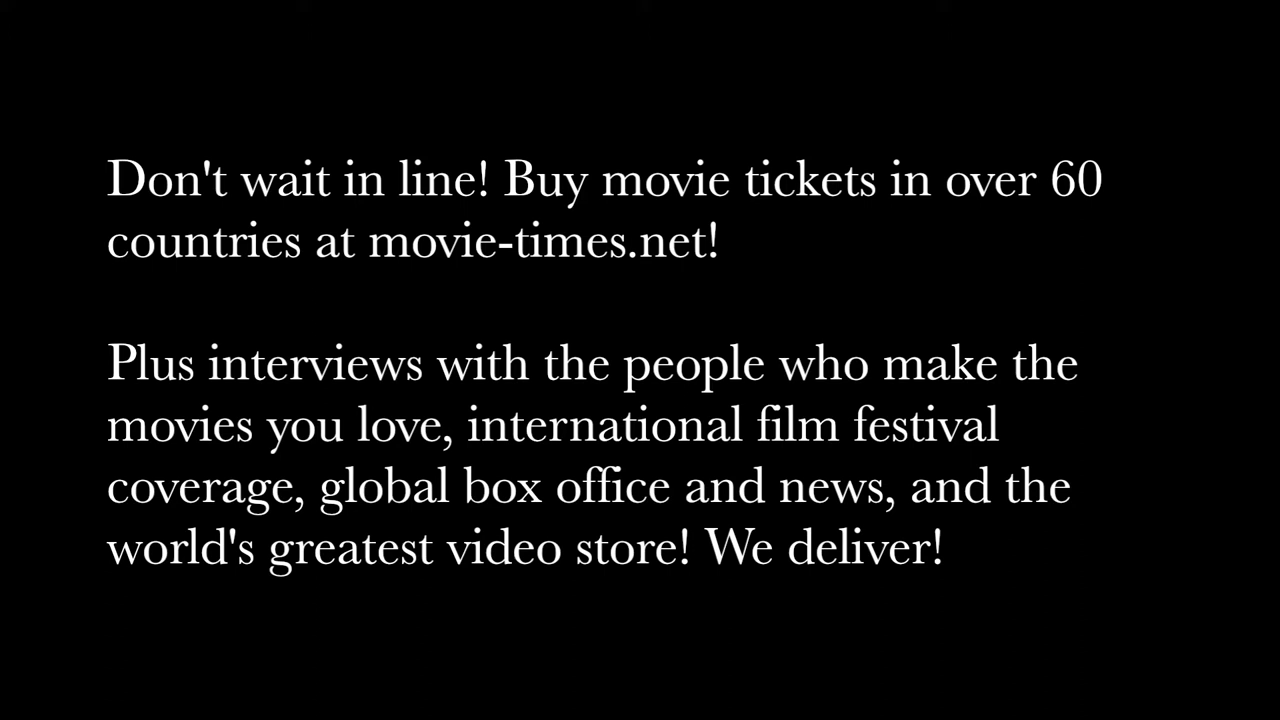 Don't wait in line! Buy movie tickets in over 60
countries at movie-times.net!
Plus interviews with the people who make the
movies you love, international film festival
coverage, global box office and news, and the
world's greatest video store! We deliver!